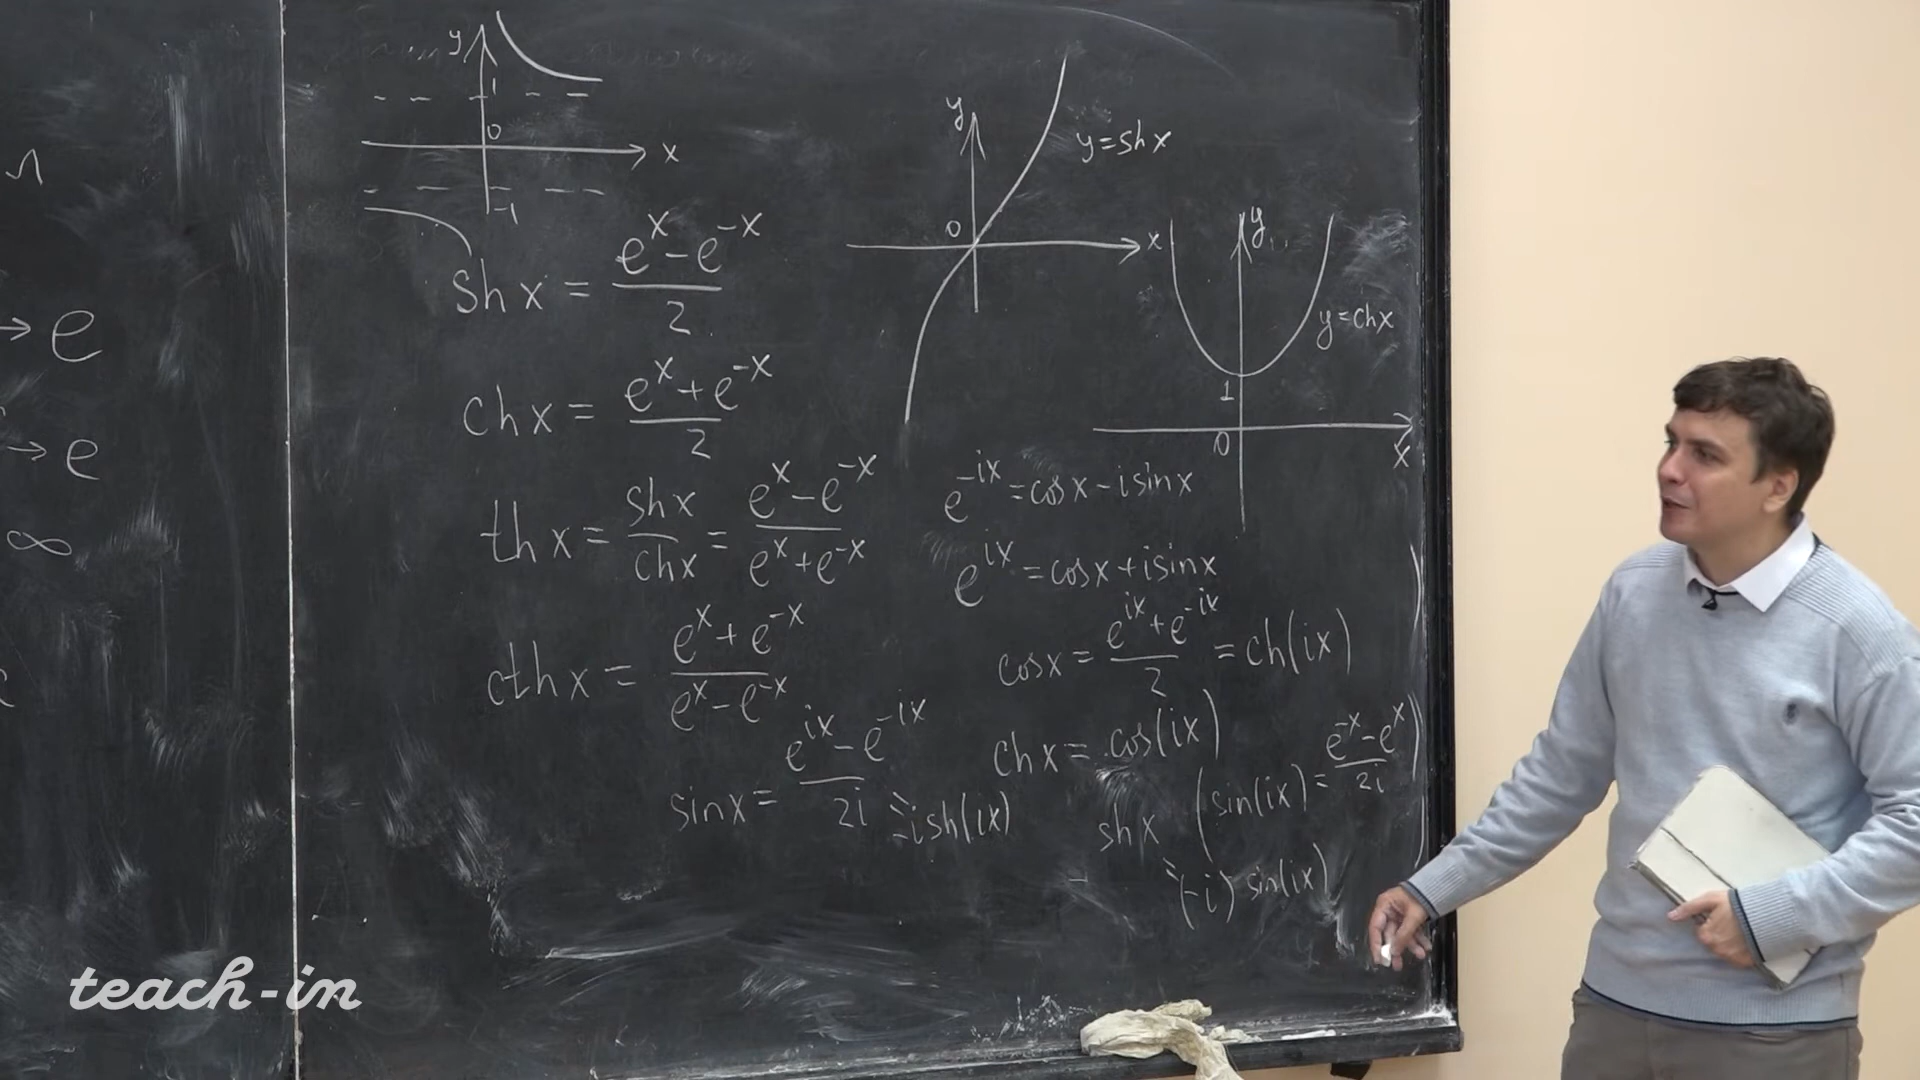 л
→ e
→ e
∞
y
1
0
x
-1
sh x = (e^x - e^-x)/2
ch x = (e^x + e^-x)/2
th x = sh x/ch x = (e^x - e^-x)/(e^x + e^-x)
cth x = (e^x + e^-x)/(e^x - e^-x)
sin x = (e^ix - e^-ix)/2i = -i sh(ix)
y
y = sh x
0
x
y
y = ch x
1
0
x
e^-ix = cos x - i sin x
e^ix = cos x + i sin x
cos x = (e^ix + e^-ix)/2 = ch(ix)
ch x = cos(ix)
sh x (sin(ix) = (e^-x - e^x)/2i)
= (-i) sin(ix)
teach-in